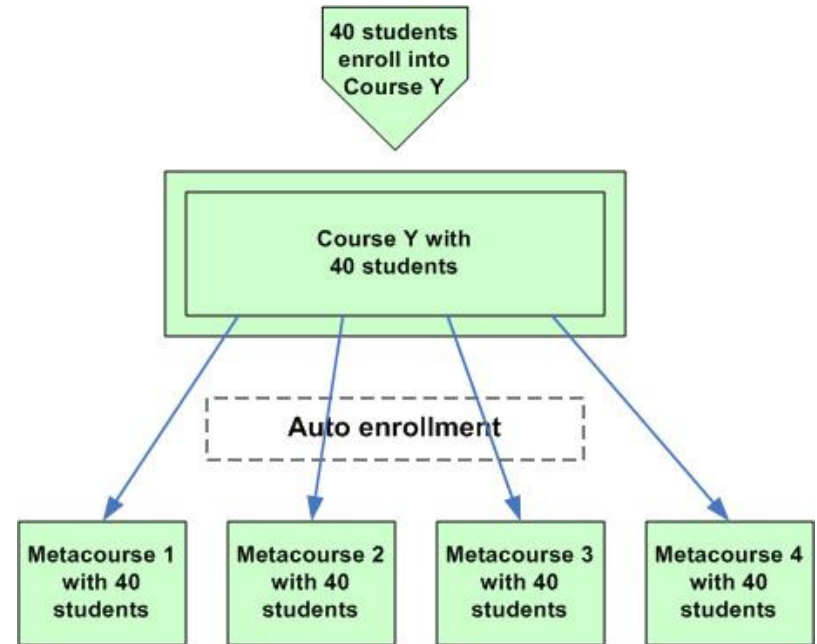 40 students
enroll into
Course Y
Course Y with
40 students
Auto enrollment
Metacourse 1
with 40
students
Metacourse 2
with 40
students
Metacourse 3
with 40
students
Metacourse 4
with 40
students